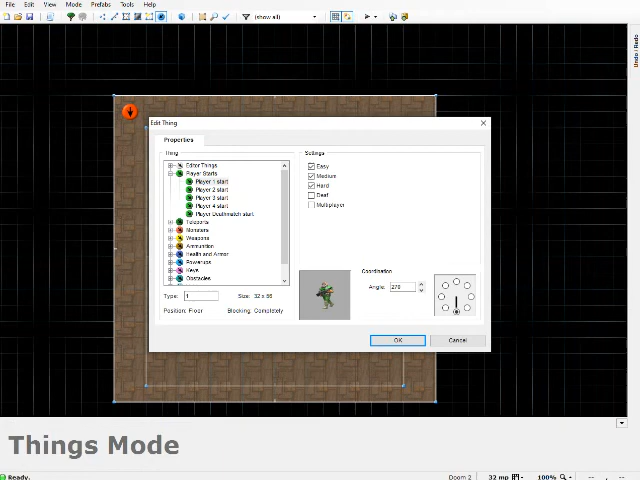 File Edit View Mode Prefabs Tools Help
(show all)
Undo / Redo
Edit Thing
Properties
Thing
Editor Things
Player Starts
Player 1 start
Player 2 start
Player 3 start
Player 4 start
Player Deathmatch start
Teleports
Monsters
Weapons
Ammunition
Health and Armor
Powerups
Keys
Obstacles
Type: 1 Size: 32 x 56
Position: Floor Blocking: Completely
Settings
Easy
Medium
Hard
Deaf
Multiplayer
Coordination
Angle: 270
OK Cancel
Things Mode
Ready. Doom 2 32 mp 100% -- , --